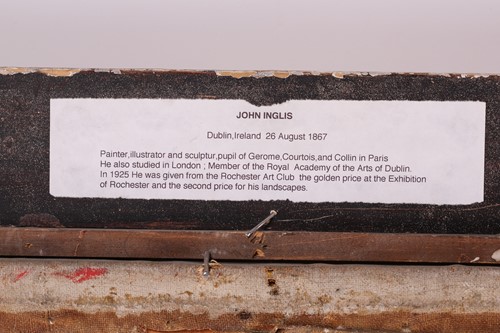 JOHN INGLIS
Dublin,Ireland 26 August 1867
Painter,illustrator and sculptur,pupil of Gerome,Courtois,and Collin in Paris
He also studied in London , Member of the Royal Academy of the Arts of Dublin.
In 1925 He was given from the Rochester Art Club the golden price at the Exhibition
of Rochester and the second price for his landscapes.